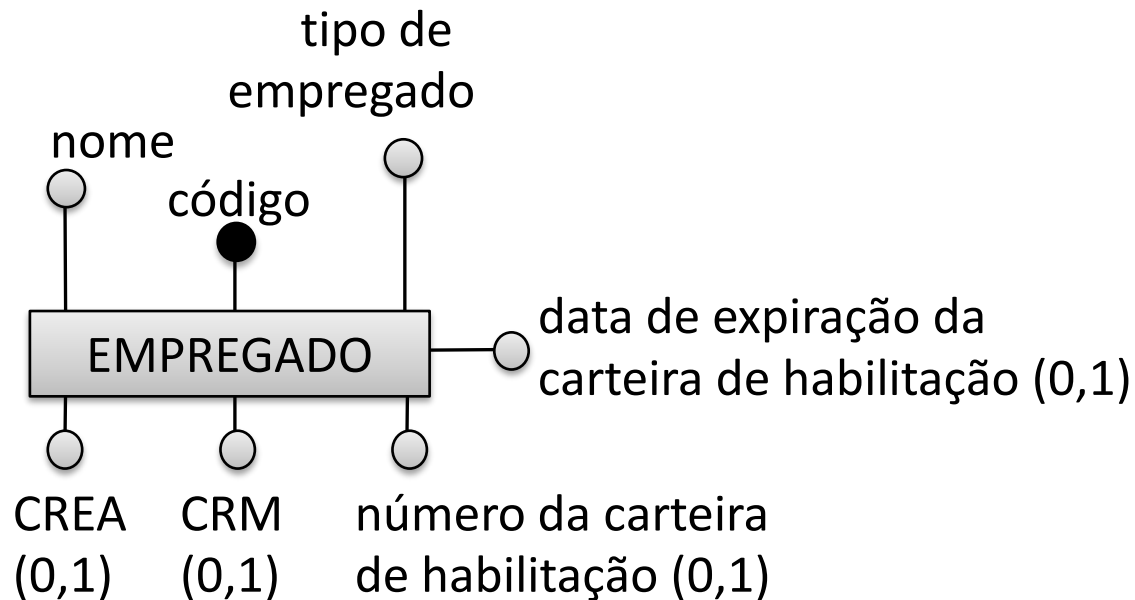 tipo de
empregado
nome
código
EMPREGADO
data de expiração da
carteira de habilitação (0,1)
CREA
(0,1)
CRM
(0,1)
número da carteira
de habilitação (0,1)